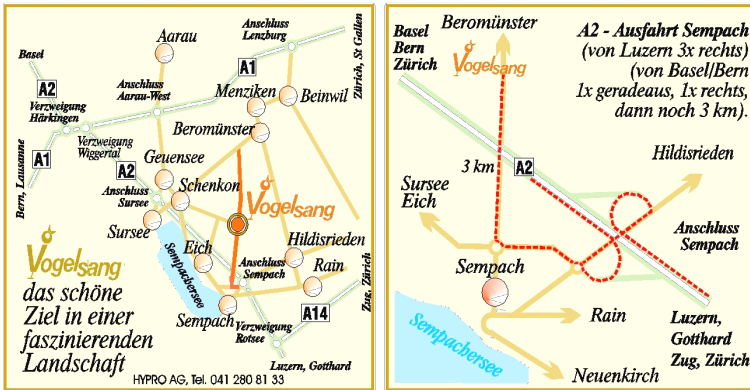 Aarau
Anschluss
Lenzburg
Zürich, St Gallen
Basel
A1
A2
Anschluss
Aarau-West
Menziken
Beinwil
Verzweigung
Härkingen
Beromünster
A1
Verzweigung
Wiggertal
Bern, Lausanne
Geuensee
A2
Anschluss
Sursee
Schenkon
Vogelsang
Sursee
Eich
Hildisrieden
Sempachersee
Anschluss
Sempach
Rain
Zug, Zürich
Vogelsang
das schöne
Ziel in einer
faszinierenden
Landschaft
Sempach
A14
Verzweigung
Rotsee
Luzern, Gotthard
HYPRO AG, Tel. 041 280 81 33
Basel
Bern
Zürich
Beromünster
Vogelsang
A2 - Ausfahrt Sempach
(von Luzern 3x rechts)
(von Basel/Bern
1x geradeaus, 1x rechts,
dann noch 3 km).
3 km
A2
Hildisrieden
Sursee
Eich
Anschluss
Sempach
Sempach
Sempachersee
Rain
Luzern,
Gotthard
Zug, Zürich
Neuenkirch